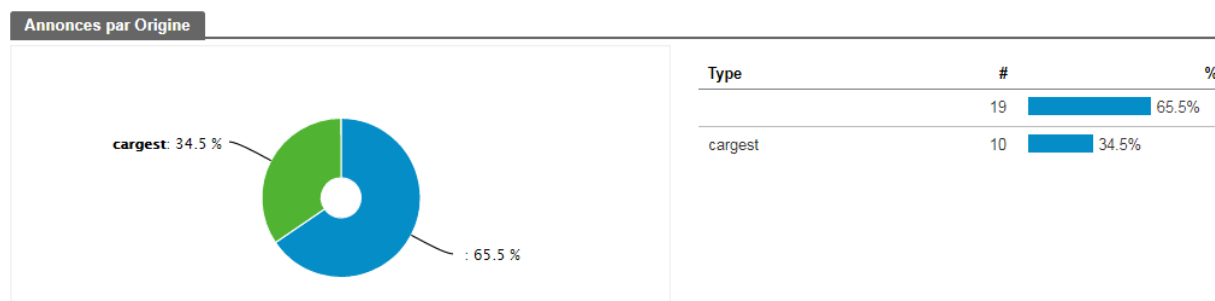 Annonces par Origine
cargest: 34.5 %
: 65.5 %
Type # %
19 65.5%
cargest 10 34.5%